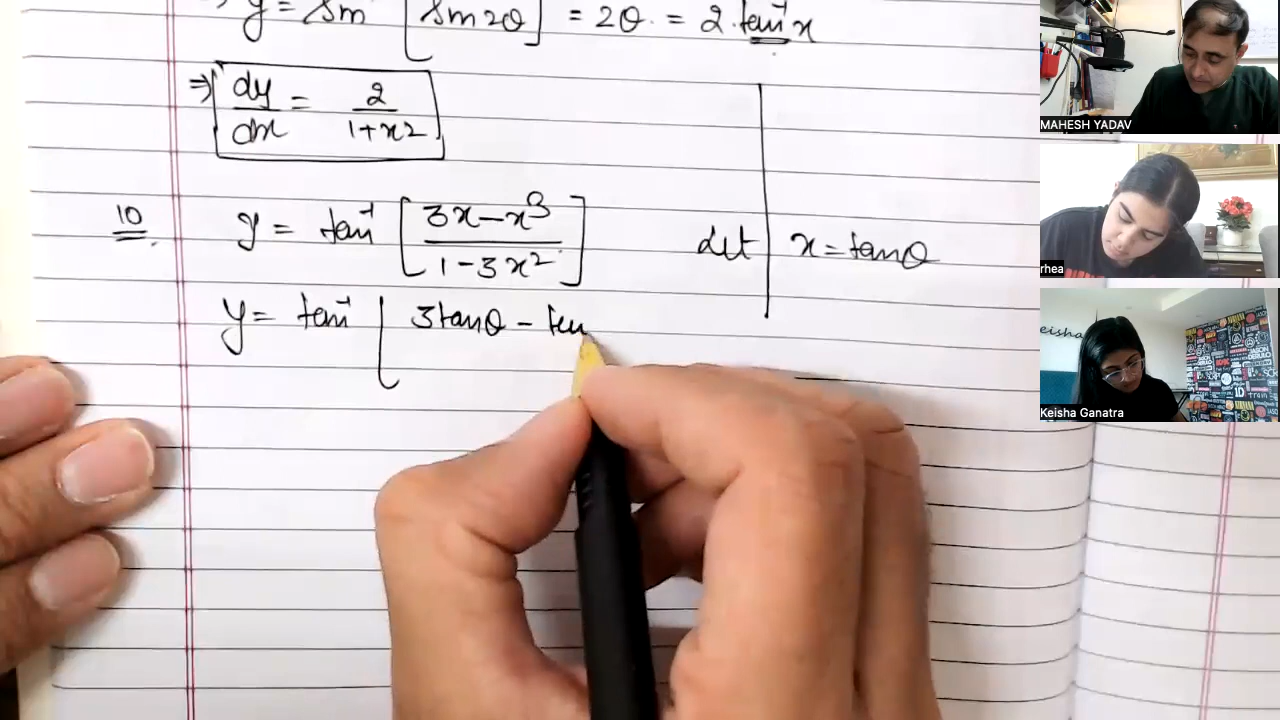 y = sin⁻¹ [sin 2θ] = 2θ. = 2. tan⁻¹ x
⇒ dy/dx = 2/(1+x²)
10. y = tan⁻¹ [(3x-x³)/(1-3x²)] let x = tanθ
y = tan⁻¹ [ 3tanθ - tan
MAHESH YADAV
rhea
Keisha Ganatra